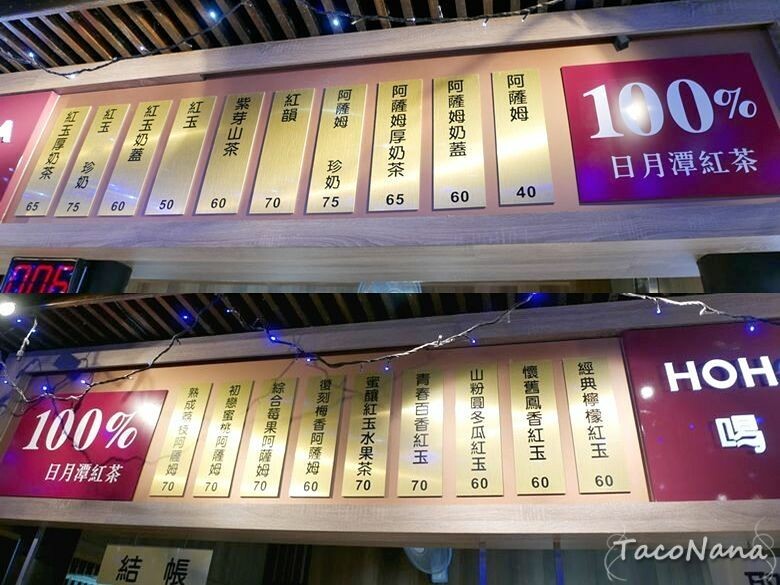 100%
日月潭紅茶
阿薩姆
40
阿薩姆奶蓋
60
阿薩姆厚奶茶
65
阿薩姆 珍奶
75
紅韻
70
紫芽山茶
60
紅玉
50
紅玉奶蓋
60
紅玉 珍奶
75
紅玉厚奶茶
65
A
006
HOH
嗎
經典檸檬紅玉
60
懷舊鳳香紅玉
60
山粉圓冬瓜紅玉
60
青春百香紅玉
70
蜜釀紅玉水果茶
70
復刻梅香阿薩姆
60
綜合莓果阿薩姆
70
初戀蜜桃阿薩姆
70
熟成荔枝阿薩姆
70
100%
日月潭紅茶
結帳
TacoNana